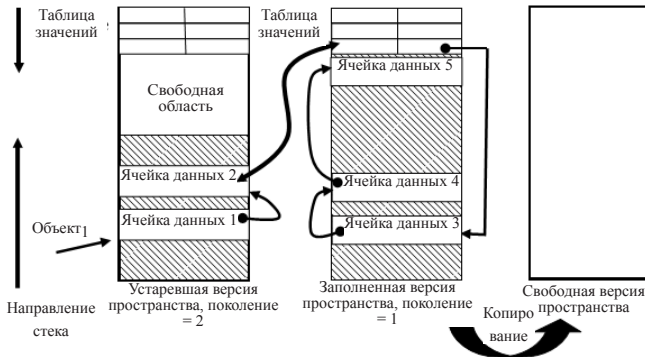 Таблица
значений
Таблица
значений
Ячейка данных 5
Свободная
область
Ячейка данных 2
Ячейка данных 4
Объект1
Ячейка данных 1
Ячейка данных 3
Направление
стека
Устаревшая версия
пространства, поколение
= 2
Заполненная версия
пространства, поколение
= 1
Копиро
вание
Свободная версия
пространства